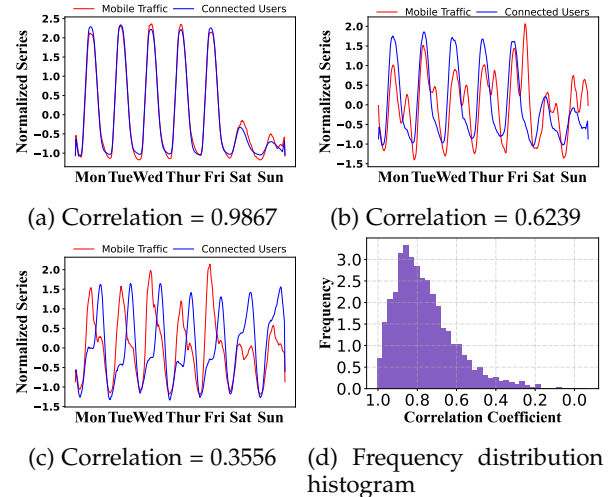 Mobile Traffic Connected Users
Normalized Series
2.5
2.0
1.5
1.0
0.5
0.0
−0.5
−1.0
Mon Tue Wed Thur Fri Sat Sun
(a) Correlation = 0.9867
Mobile Traffic Connected Users
Normalized Series
2.0
1.5
1.0
0.5
0.0
−0.5
−1.0
−1.5
Mon Tue Wed Thur Fri Sat Sun
(b) Correlation = 0.6239
Mobile Traffic Connected Users
Normalized Series
2.0
1.5
1.0
0.5
0.0
−0.5
−1.0
−1.5
Mon Tue Wed Thur Fri Sat Sun
(c) Correlation = 0.3556
Frequency
3.0
2.5
2.0
1.5
1.0
0.5
0.0
1.0 0.8 0.6 0.4 0.2 0.0
Correlation Coefficient
(d) Frequency distribution
histogram